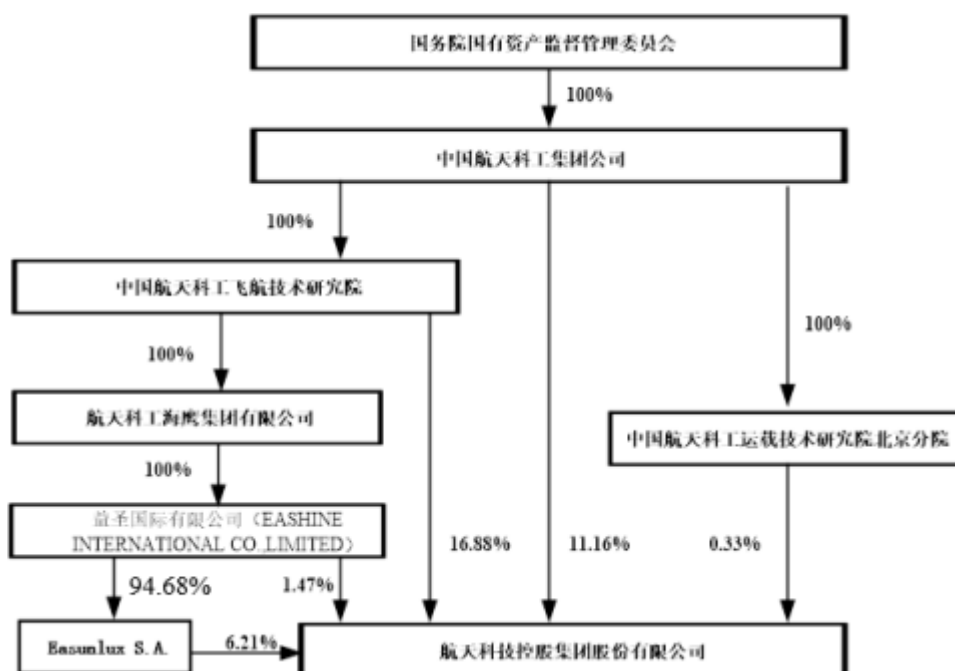 国务院国有资产监督管理委员会
100%
中国航天科工集团公司
100%
中国航天科工飞航技术研究院
100%
100%
航天科工海鹰集团有限公司
中国航天科工运载技术研究院北京分院
100%
益圣国际有限公司（EASHINE
INTERNATIONAL CO.,LIMITED）
16.88%
11.16%
0.33%
94.68%
1.47%
Easunlux S.A.
6.21%
航天科技控股集团股份有限公司